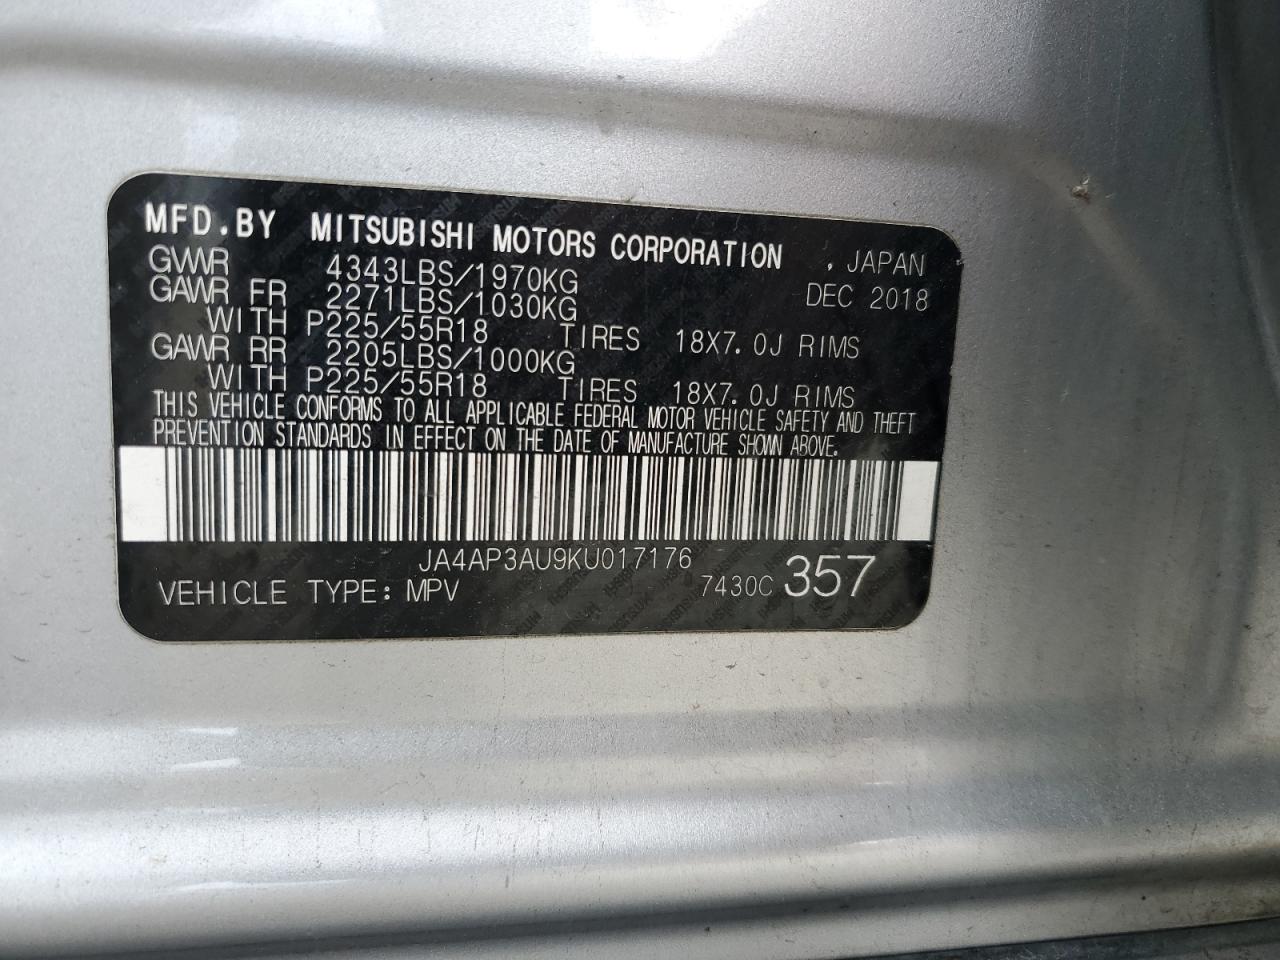 MFD.BY MITSUBISHI MOTORS CORPORATION , JAPAN
GVWR 4343LBS/1970KG DEC 2018
GAWR FR 2271LBS/1030KG
WITH P225/55R18 TIRES 18X7.0J RIMS
GAWR RR 2205LBS/1000KG
WITH P225/55R18 TIRES 18X7.0J RIMS
THIS VEHICLE CONFORMS TO ALL APPLICABLE FEDERAL MOTOR VEHICLE SAFETY AND THEFT
PREVENTION STANDARDS IN EFFECT ON THE DATE OF MANUFACTURE SHOWN ABOVE.
JA4AP3AU9KU017176
VEHICLE TYPE: MPV 7430C 357